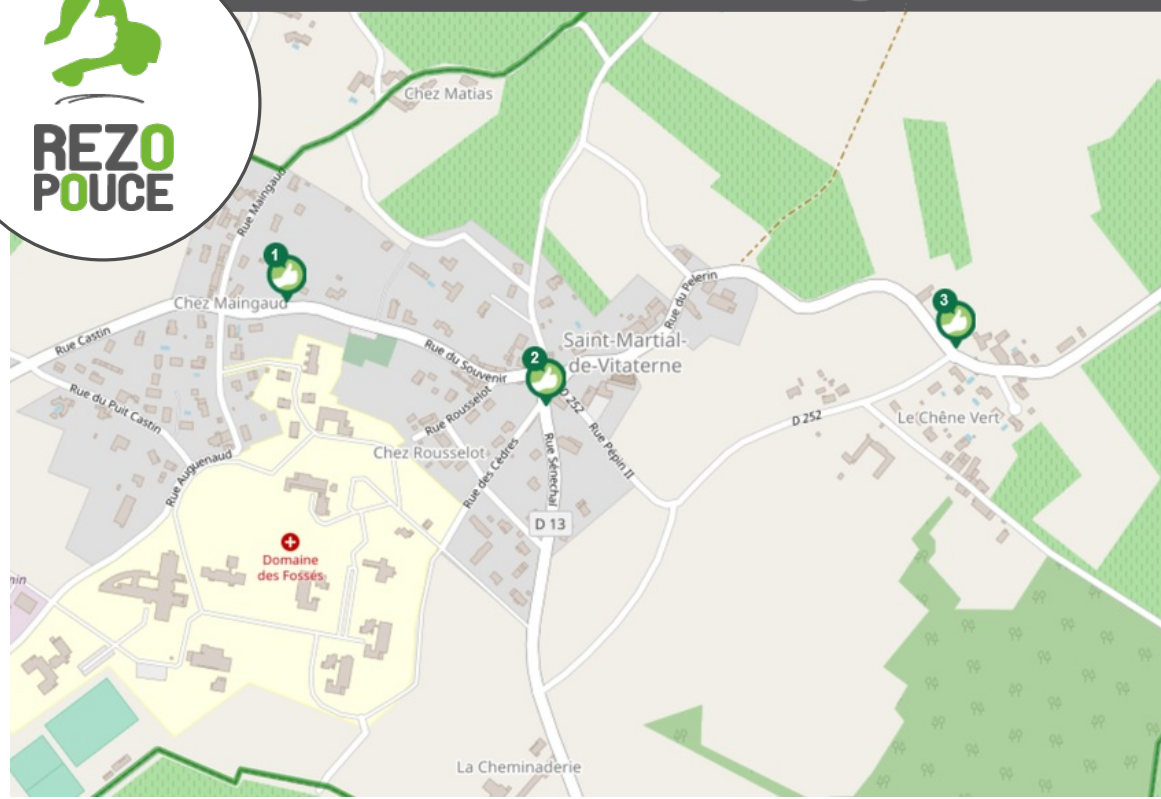 REZO
POUCE
Chez Matias
Rue Maingaud
1
Chez Maingaud
Rue Castin
3
Rue du Pelerin
Saint-Martial-
de-Vitaterne
2
Rue du Souvenir
Rue du Puit Castin
Rue Rousselot
D 252
D 252
Le Chêne Vert
Rue Pépin II
Chez Rousselot
Rue Auguenaud
Rue des Cèdres
Rue Sénechal
D 13
Domaine
des Fossés
La Cheminaderie